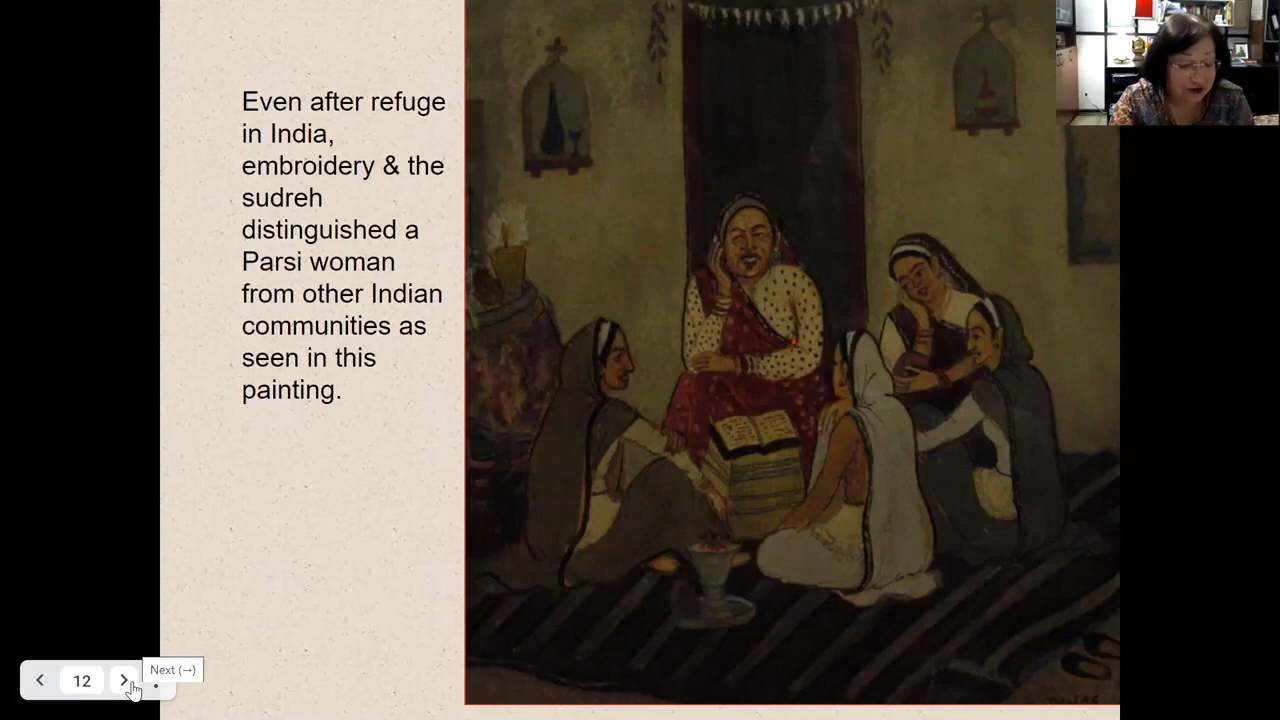 Even after refuge
in India,
embroidery & the
sudreh
distinguished a
Parsi woman
from other Indian
communities as
seen in this
painting.
12
Next (→)